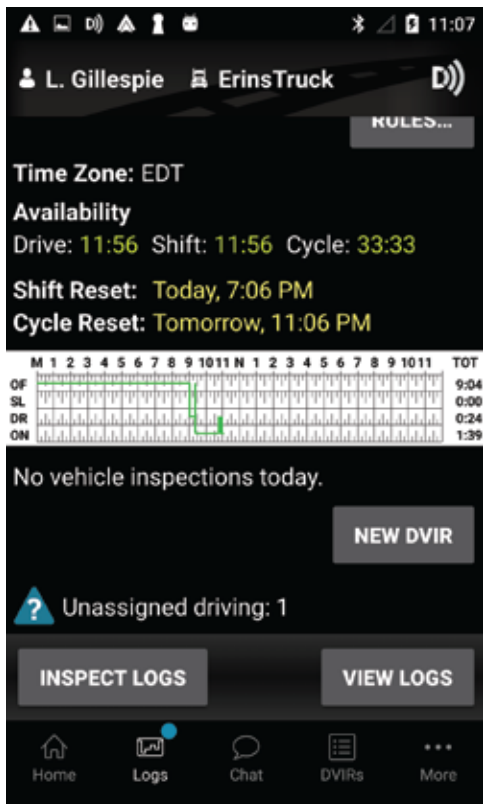 11:07
L. Gillespie ErinsTruck D))
RULES...
Time Zone: EDT
Availability
Drive: 11:56 Shift: 11:56 Cycle: 33:33
Shift Reset: Today, 7:06 PM
Cycle Reset: Tomorrow, 11:06 PM
M 1 2 3 4 5 6 7 8 9 10 11 N 1 2 3 4 5 6 7 8 9 10 11 TOT
OF 9:04
SL 0:00
DR 0:24
ON 1:39
No vehicle inspections today.
NEW DVIR
? Unassigned driving: 1
INSPECT LOGS VIEW LOGS
Home Logs Chat DVIRs More